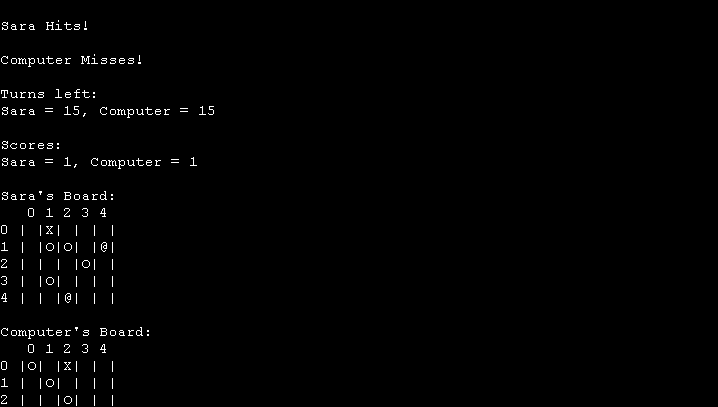 Sara Hits!
Computer Misses!
Turns left:
Sara = 15, Computer = 15
Scores:
Sara = 1, Computer = 1
Sara's Board:
   0 1 2 3 4
0 | |X| | | |
1 | |O|O| |@|
2 | | | |O| |
3 | |O| | | |
4 | | |@| | |
Computer's Board:
   0 1 2 3 4
0 |O| |X| | |
1 | |O| | | |
2 | | |O| | |